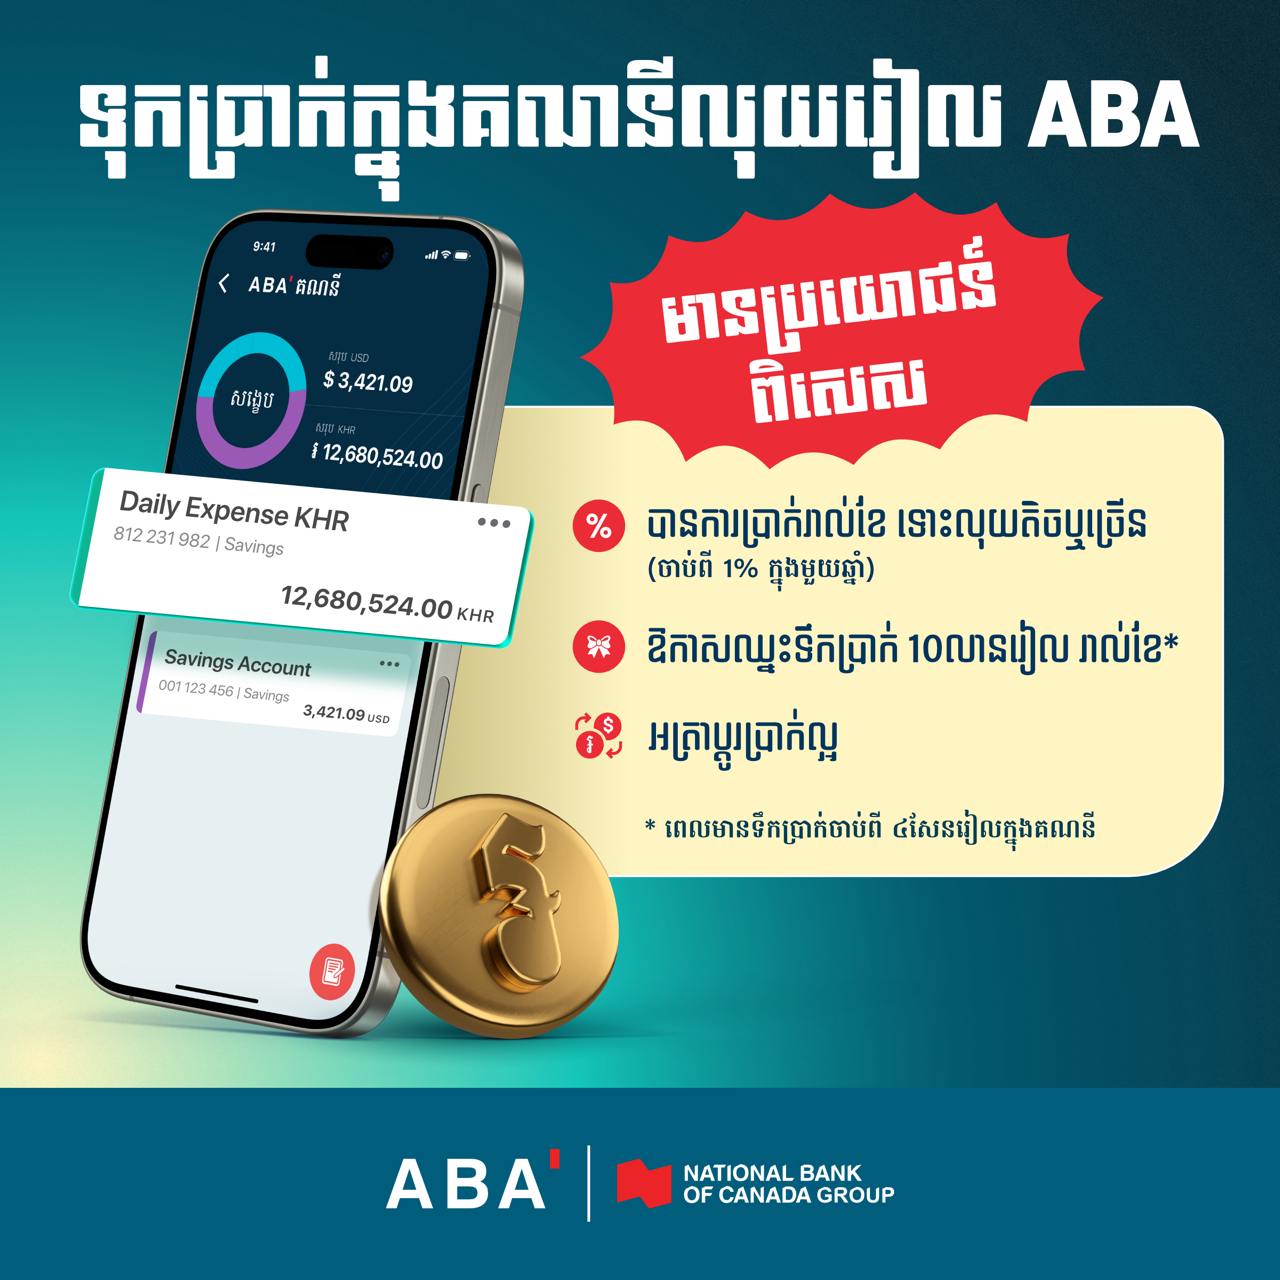 ទុកប្រាក់ក្នុងគណនីលុយរៀល ABA
មានប្រយោជន៍
ពិសេស
9:41
ABA' គណនី
សង្ខេប
សរុប USD
$ 3,421.09
សរុប KHR
៛ 12,680,524.00
Daily Expense KHR
812 231 982 | Savings
12,680,524.00 KHR
Savings Account
001 123 456 | Savings
3,421.09 USD
% បានការប្រាក់រាល់ខែ ទោះលុយតិចឬច្រើន
(ចាប់ពី 1% ក្នុងមួយឆ្នាំ)
ឱកាសឈ្នះទឹកប្រាក់ 10លានរៀល រាល់ខែ*
$ ៛ អត្រាប្តូរប្រាក់ល្អ
* ពេលមានទឹកប្រាក់ចាប់ពី ៤សែនរៀលក្នុងគណនី
៛
ABA'
NATIONAL BANK
OF CANADA GROUP